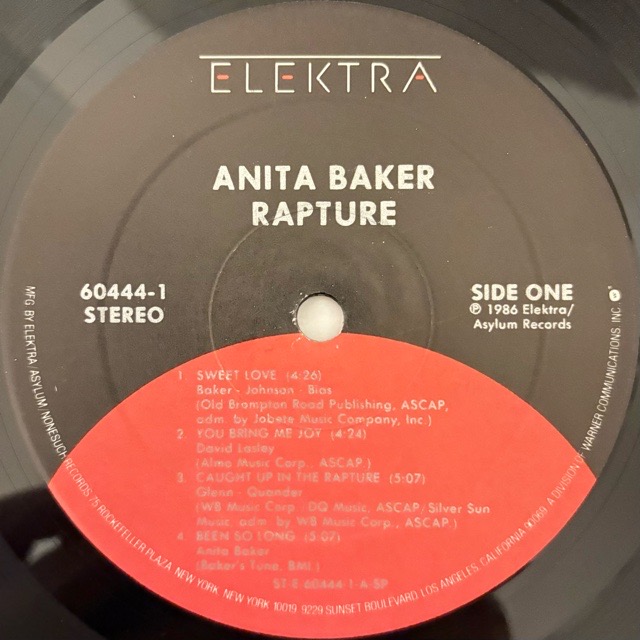 ELEKTRA
ANITA BAKER
RAPTURE
60444-1
STEREO
SIDE ONE
℗ 1986 Elektra/
Asylum Records
1. SWEET LOVE (4:26)
Baker - Johnson - Bias
(Old Brompton Road Publishing, ASCAP,
adm. by Jobete Music Company, Inc.)
2. YOU BRING ME JOY (4:24)
David Lasley
(Almo Music Corp., ASCAP.)
3. CAUGHT UP IN THE RAPTURE (5:07)
Glenn - Quander
(WB Music Corp./DQ Music, ASCAP/Silver Sun
Music adm. by WB Music Corp., ASCAP.)
4. BEEN SO LONG (5:07)
Anita Baker
(Baker's Tune, BMI.)
ST-E-60444-1-A-SP
MFG BY ELEKTRA/ASYLUM/NONESUCH RECORDS 75 ROCKEFELLER PLAZA, NEW YORK, NEW YORK 10019 9229 SUNSET BOULEVARD, LOS ANGELES, CALIFORNIA 90069 A DIVISION OF WARNER COMMUNICATIONS INC.